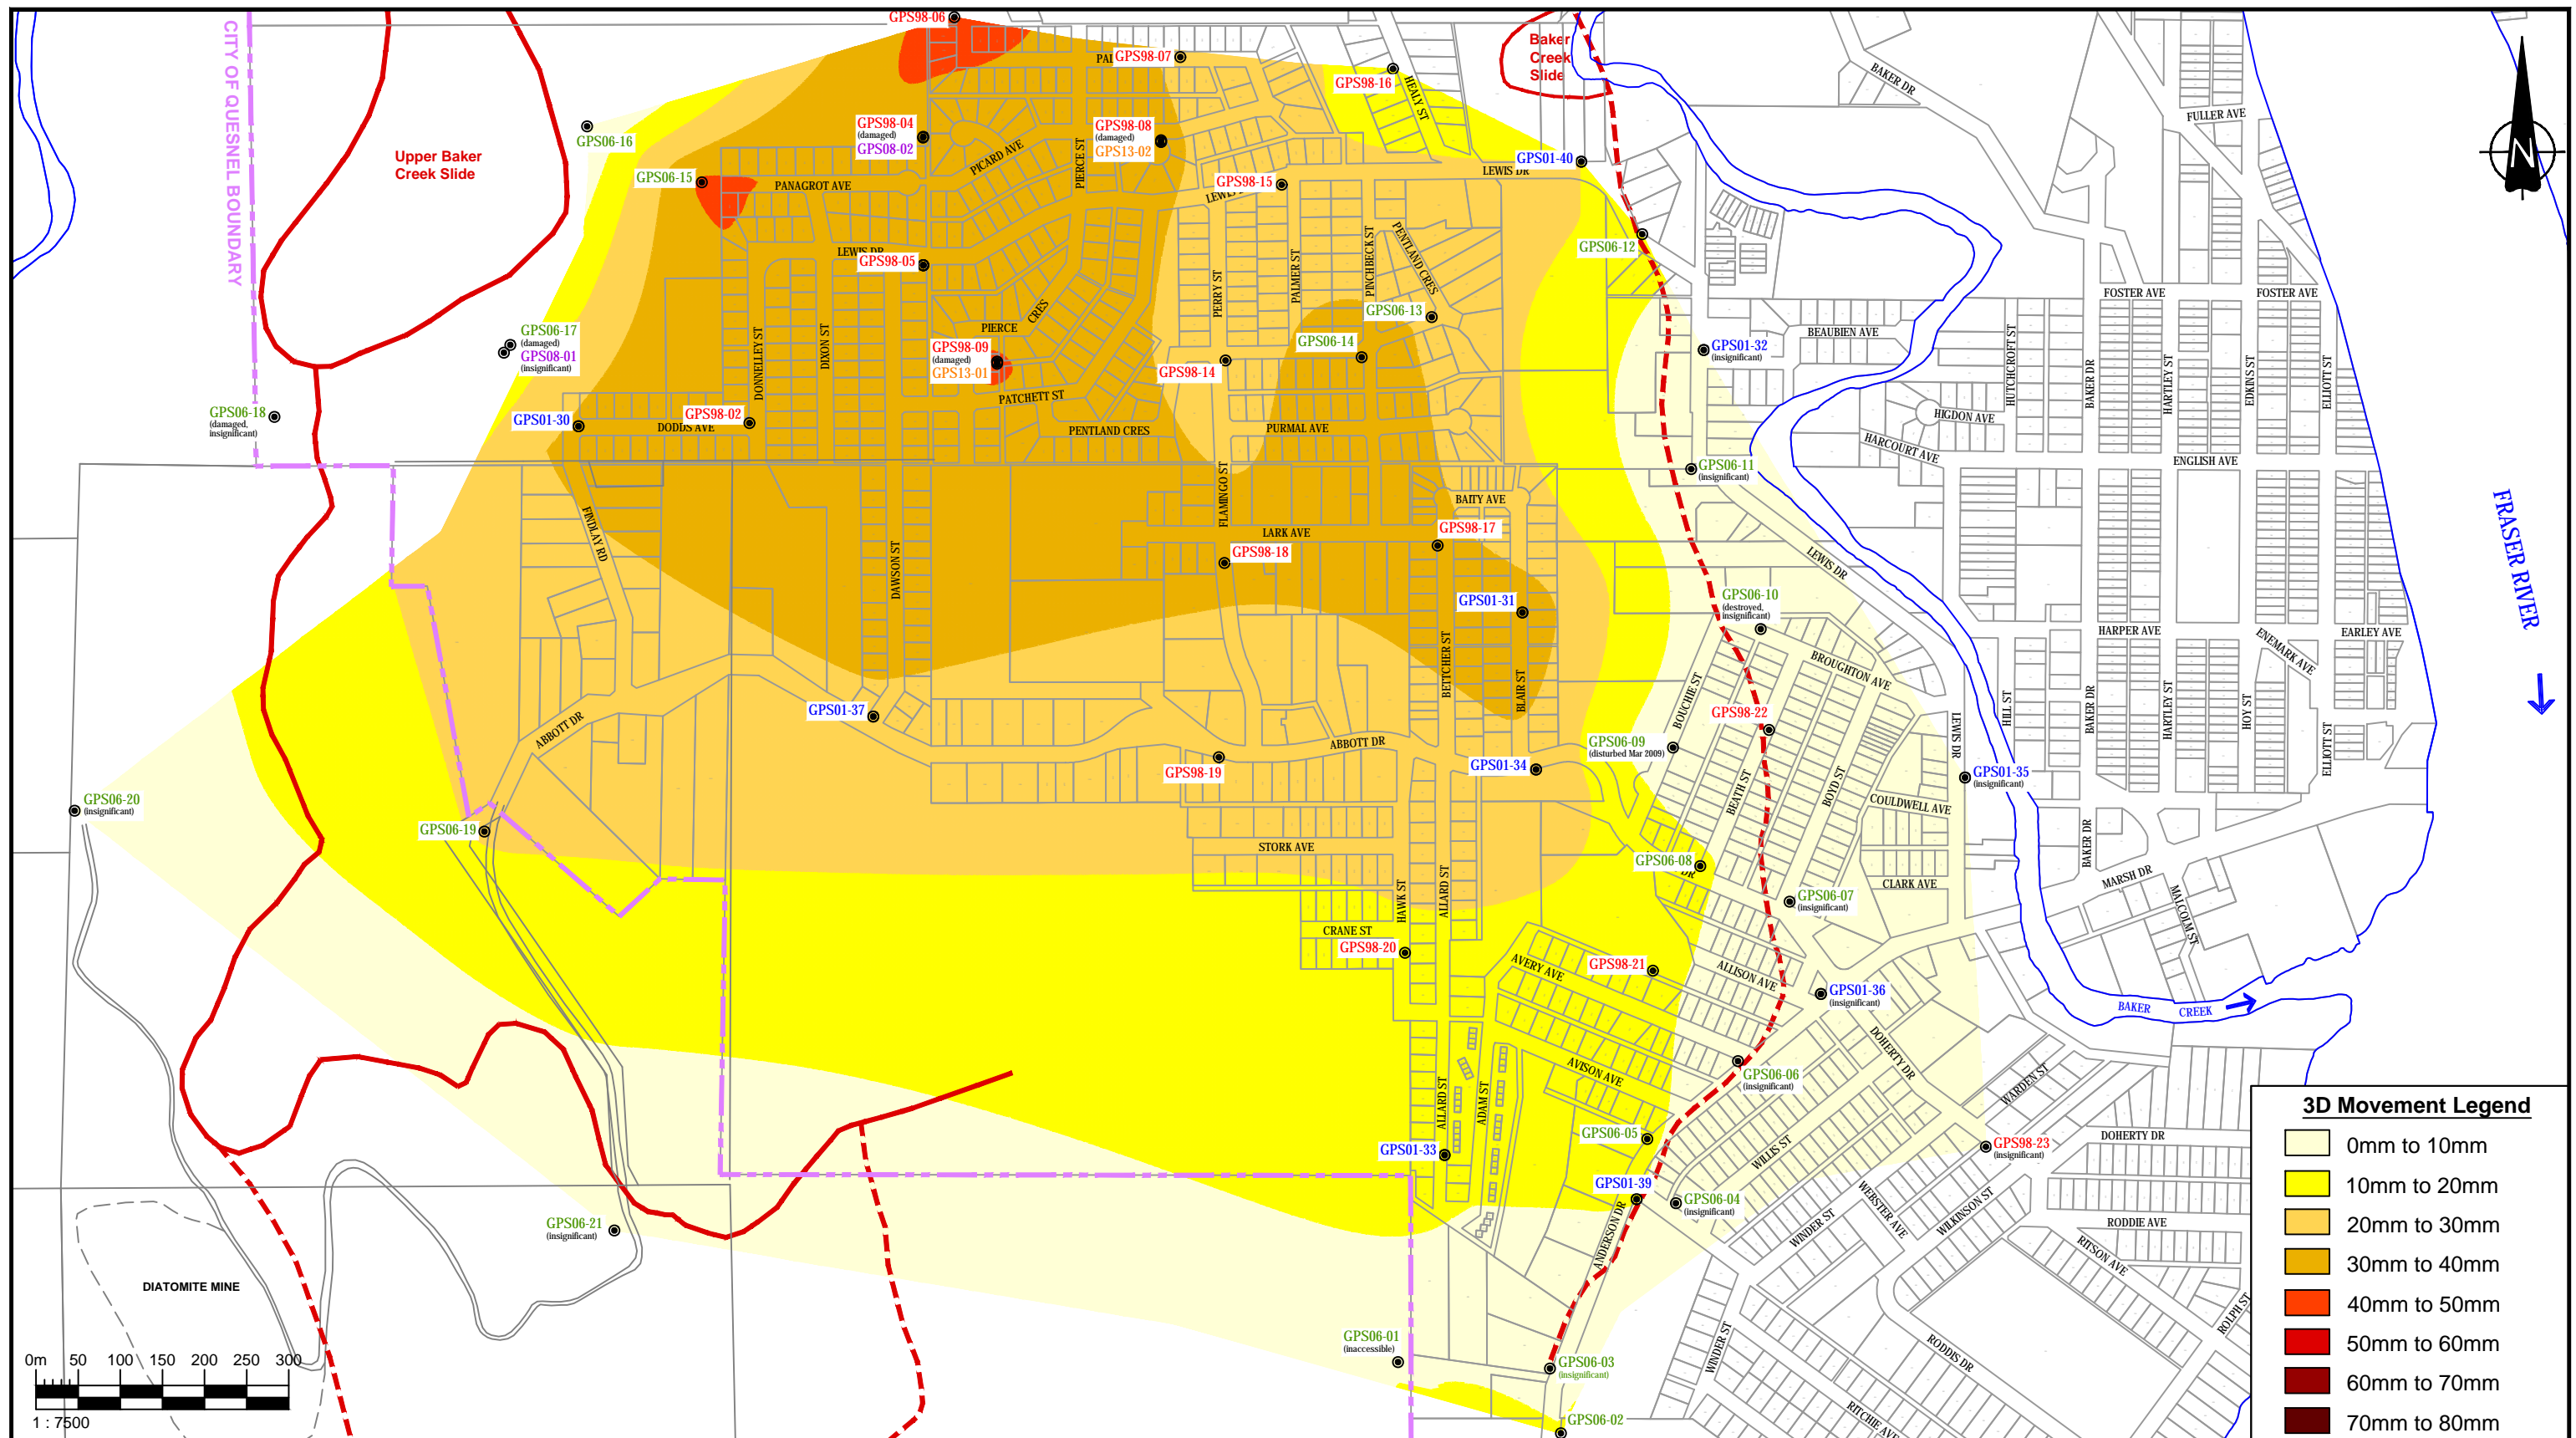 GPS98-06
CITY OF QUESNEL BOUNDARY
GPS98-07
Baker
Creek
Slide
GPS98-16
HEALY ST
BAKER DR
FULLER AVE
GPS06-16
GPS98-04
(damaged)
GPS08-02
GPS98-08
(damaged)
GPS13-02
PIERCE ST
PICARD AVE
Upper Baker
Creek Slide
GPS06-15
PANAGROT AVE
GPS98-15
GPS01-40
LEWIS DR
N
GPS06-12
LEWIS DR
GPS98-05
PERRY ST
PALMER ST
PINCHBECK ST
PENTLAND CRES
GPS06-13
FOSTER AVE
FOSTER AVE
GPS06-17
(damaged)
GPS08-01
(insignificant)
DONNELLEY ST
DIXON ST
PIERCE CRES
GPS98-09
(damaged)
GPS13-01
GPS06-14
GPS98-14
GPS01-32
(insignificant)
BEAUBIEN AVE
HUTCHCROFT ST
BAKER DR
HARTLEY ST
EDKINS ST
ELLIOTT ST
PATCHETT ST
GPS06-18
(damaged,
insignificant)
GPS01-30
GPS98-02
DODDS AVE
PENTLAND CRES
PURMAL AVE
HIGDON AVE
HARCOURT AVE
ENGLISH AVE
GPS06-11
(insignificant)
FINDLAY RD
FLAMINGO ST
BAITY AVE
LARK AVE
GPS98-17
GPS98-18
DAWSON ST
LEWIS DR
FRASER RIVER
GPS01-31
GPS06-10
(destroyed,
insignificant)
HARPER AVE
ENEMARK AVE
EARLEY AVE
BETTCHER ST
BLAIR ST
BOUCHIE ST
BROUGHTON AVE
GPS01-37
ABBOTT DR
ABBOTT DR
GPS98-22
GPS06-09
(disturbed Mar 2009)
LEWIS DR
HILL ST
BAKER DR
HARTLEY ST
HOY ST
ELLIOTT ST
GPS98-19
GPS01-34
GPS01-35
(insignificant)
BEATH ST
BOYD ST
COULDWELL AVE
GPS06-20
(insignificant)
GPS06-19
STORK AVE
GPS06-08
DR
BAKER DR
CLARK AVE
MARSH DR
HAWK ST
ALLARD ST
GPS06-07
(insignificant)
MALCOLM ST
CRANE ST
GPS98-20
AVERY AVE
GPS98-21
ALLISON AVE
GPS01-36
(insignificant)
BAKER CREEK
DOHERTY DR
GPS06-06
(insignificant)
AVISON AVE
WARDEN ST
ALLARD ST
ADAM ST
GPS06-05
GPS01-33
WILLIS ST
GPS98-23
(insignificant)
DOHERTY DR
GPS01-39
GPS06-04
(insignificant)
WEBSTER AVE
WILKINSON ST
WINDER ST
ANDERSON DR
RODDIE AVE
RITSON AVE
GPS06-21
(insignificant)
DIATOMITE MINE
GPS06-01
(inaccessible)
GPS06-03
(insignificant)
WINDER ST
RODDIS DR
ROLPH ST
GPS06-02
RITCHIE AVE
0m 50 100 150 200 250 300
1 : 7500
3D Movement Legend
0mm to 10mm
10mm to 20mm
20mm to 30mm
30mm to 40mm
40mm to 50mm
50mm to 60mm
60mm to 70mm
70mm to 80mm